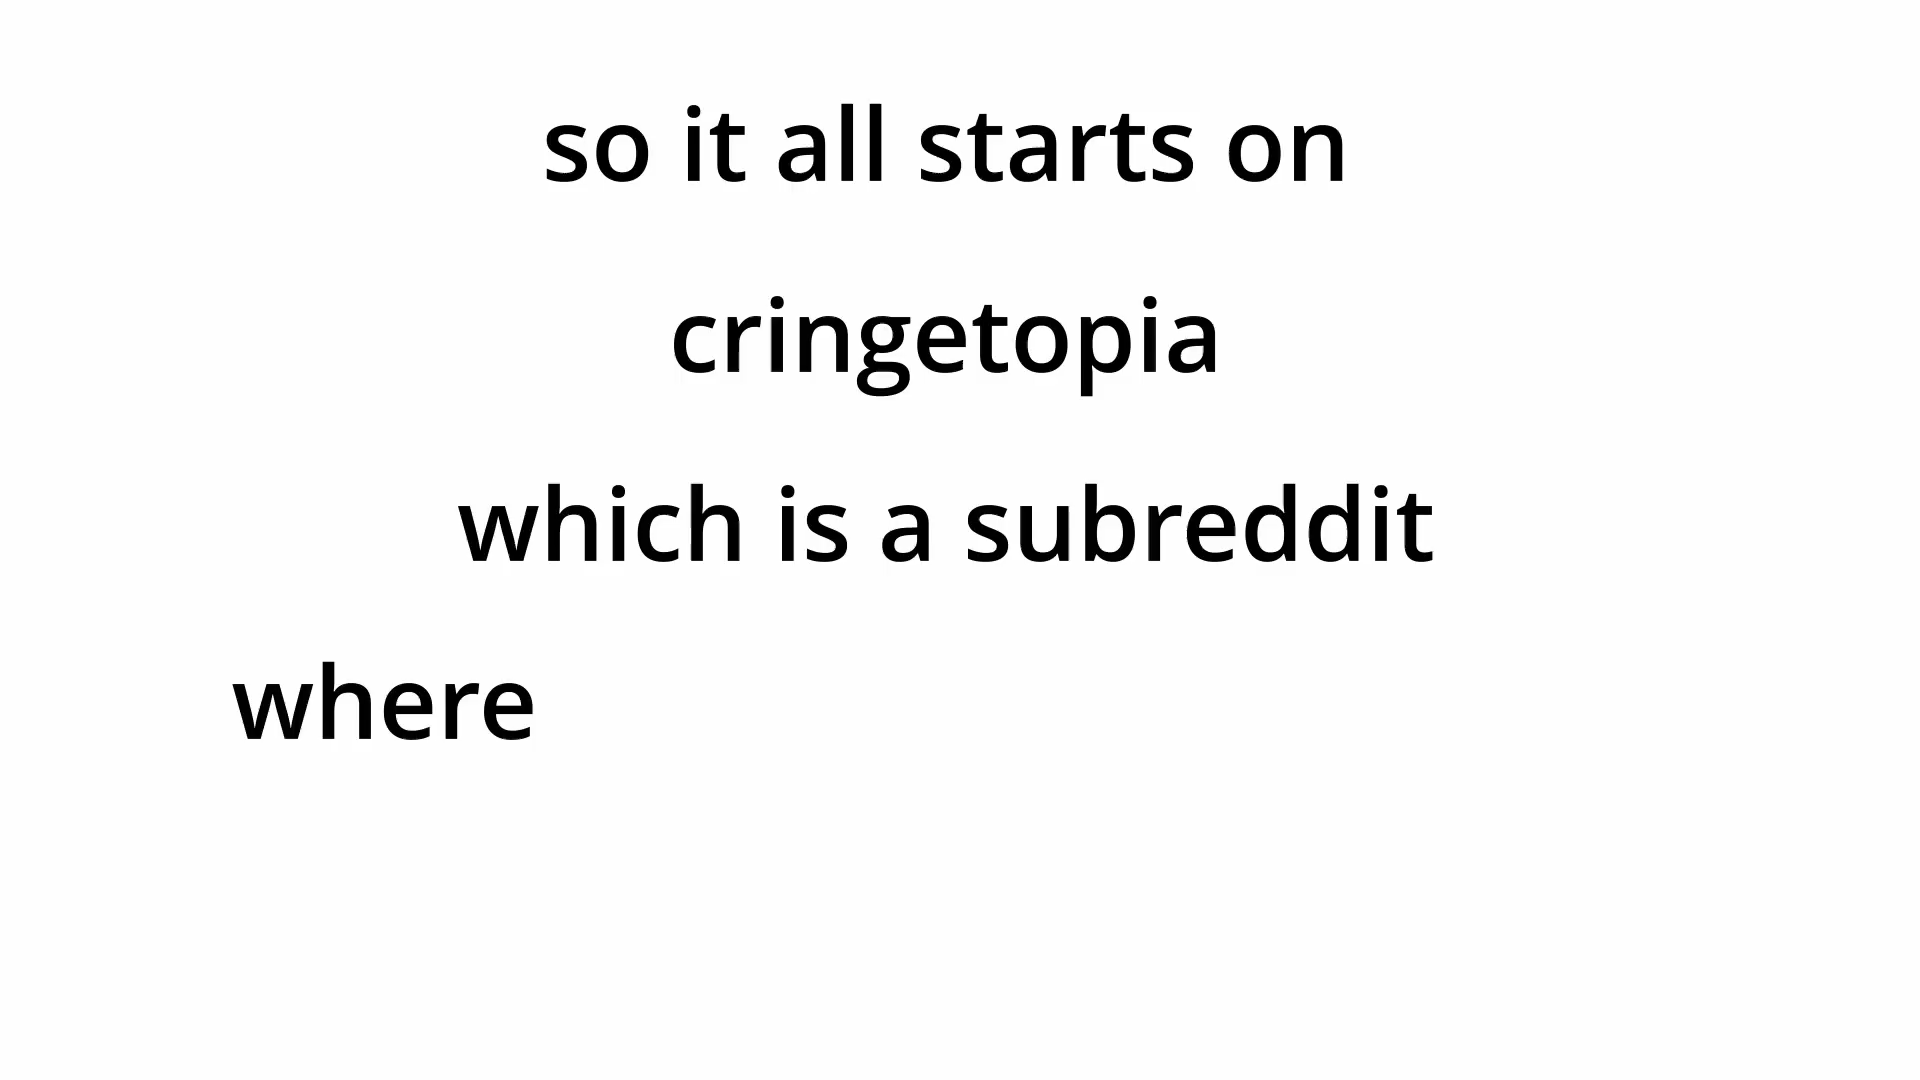 so it all starts on
cringetopia
which is a subreddit
where